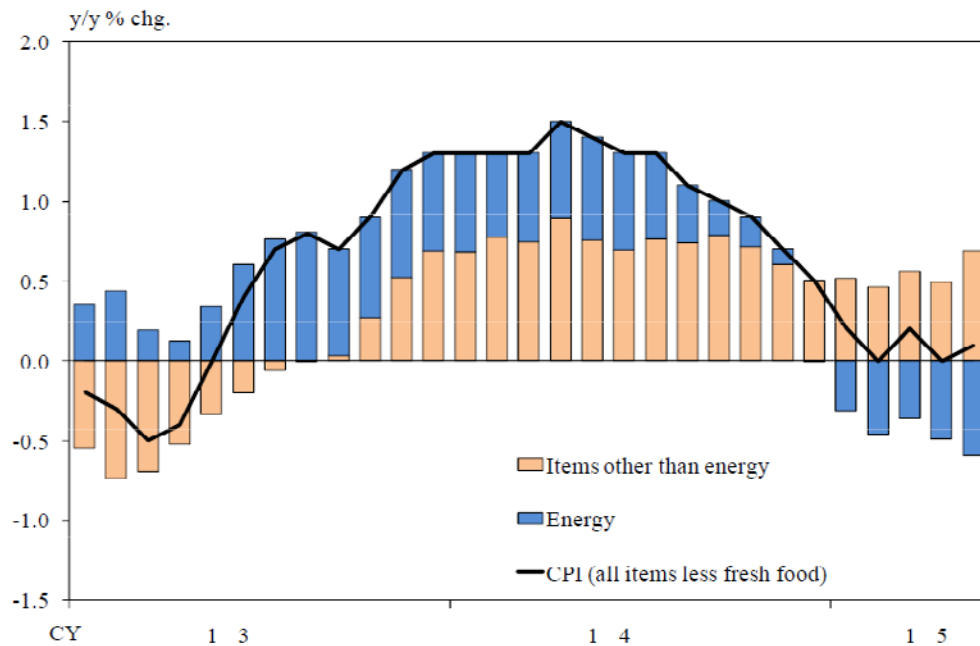 y/y % chg.
2.0
1.5
1.0
0.5
0.0
-0.5
Items other than energy
Energy
-1.0
CPI (all items less fresh food)
-1.5
CY 1 3 1 4 1 5